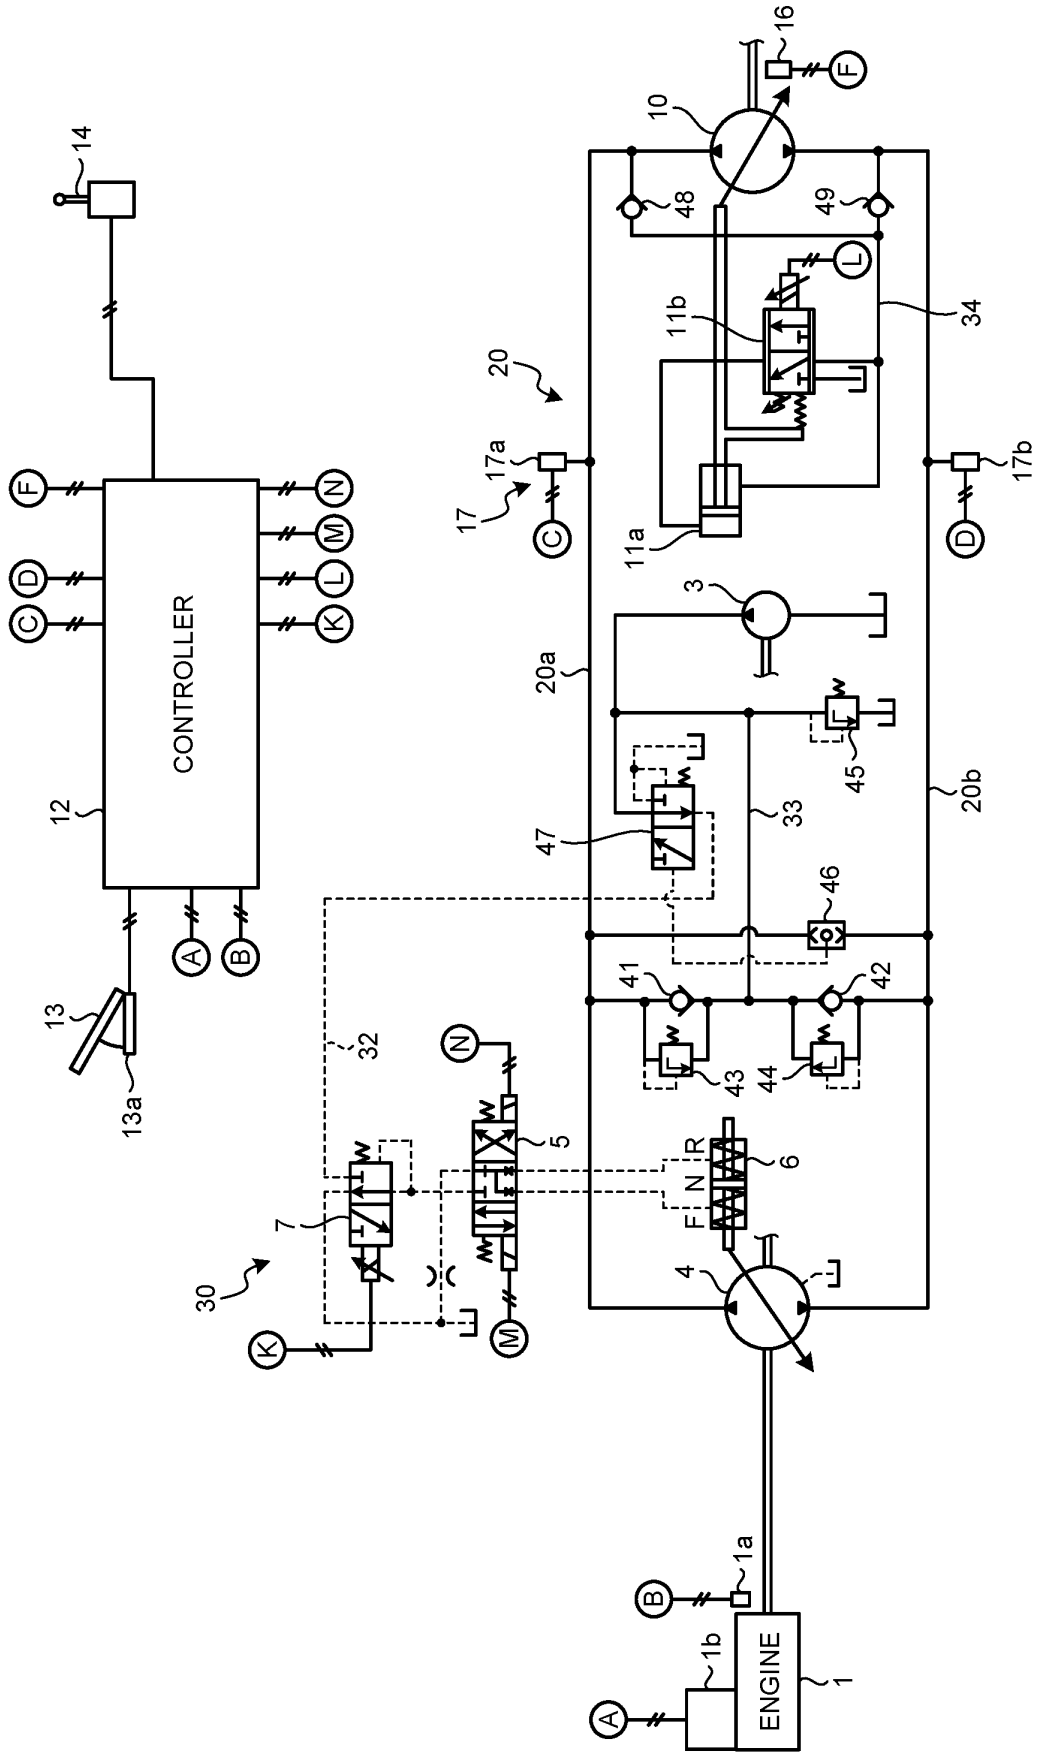 14
F
D
C
12
CONTROLLER
N
M
L
K
A
B
13
13a
16
F
10
48
49
L
11b
34
20
17a
17
C
17b
D
11a
3
20a
45
47
33
20b
46
32
41
42
N
43
44
5
7
R
N
F
6
30
4
K
M
B
1a
1b
A
ENGINE
1